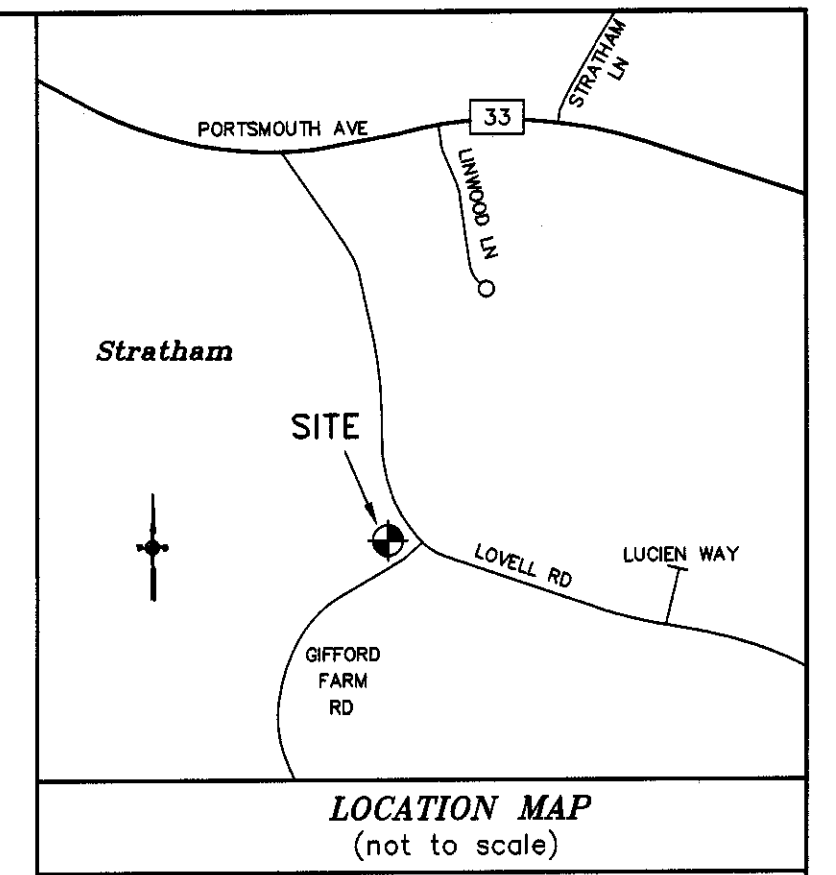 STRATHAM
LN
33
PORTSMOUTH AVE
LINWOOD LN
Stratham
SITE
LOVELL RD
LUCIEN WAY
GIFFORD
FARM
RD
LOCATION MAP
(not to scale)